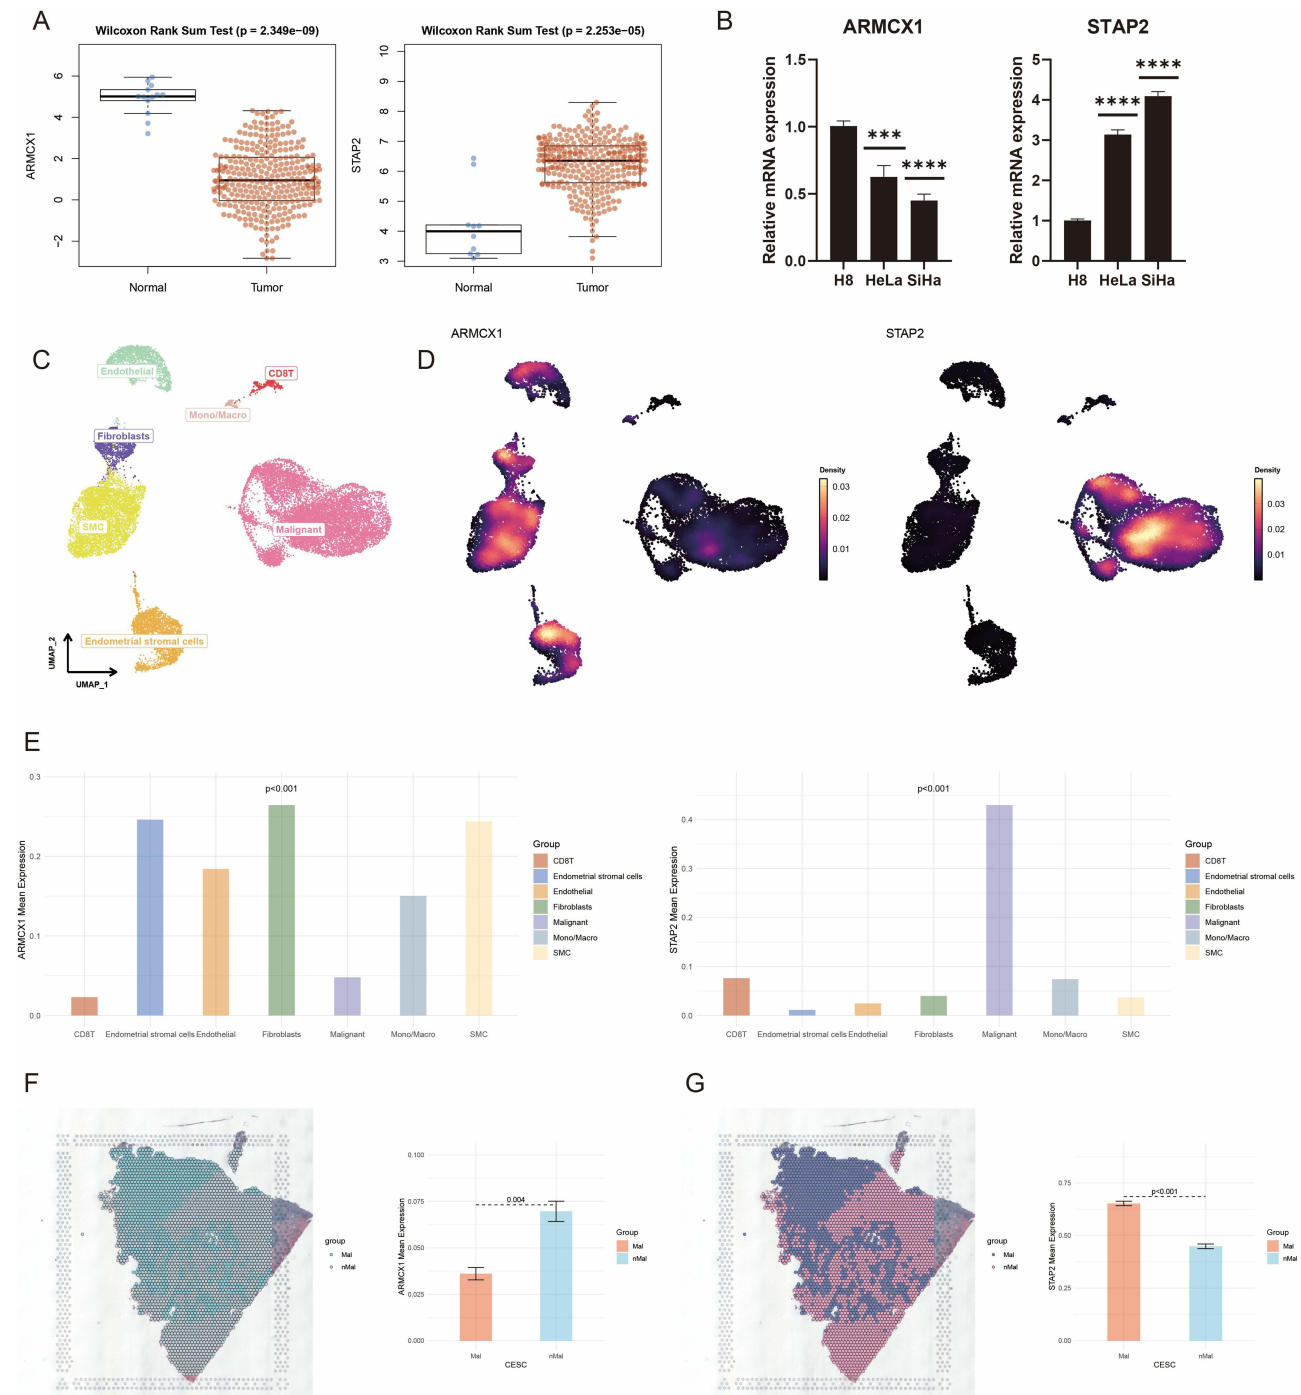 A
Wilcoxon Rank Sum Test (p = 2.349e−09)
ARMCX1
6
4
2
0
−2
Normal
Tumor
Wilcoxon Rank Sum Test (p = 2.253e−05)
STAP2
10
9
8
7
6
5
4
3
Normal
Tumor
B
ARMCX1
Relative mRNA expression
1.5
1.0
0.5
0.0
***
****
H8 HeLa SiHa
STAP2
Relative mRNA expression
5
4
3
2
1
0
****
****
H8 HeLa SiHa
C
Endothelial
CD8T
Mono/Macro
Fibroblasts
SMC
Malignant
Endometrial stromal cells
UMAP_2
UMAP_1
D
ARMCX1
Density
0.03
0.02
0.01
STAP2
Density
0.03
0.02
0.01
E
ARMCX1 Mean Expression
0.3
0.2
0.1
0.0
p<0.001
CD8T
Endometrial stromal cells
Endothelial
Fibroblasts
Malignant
Mono/Macro
SMC
Group
CD8T
Endometrial stromal cells
Endothelial
Fibroblasts
Malignant
Mono/Macro
SMC
STAP2 Mean Expression
0.4
0.3
0.2
0.1
0.0
p<0.001
CD8T
Endometrial stromal cells
Endothelial
Fibroblasts
Malignant
Mono/Macro
SMC
Group
CD8T
Endometrial stromal cells
Endothelial
Fibroblasts
Malignant
Mono/Macro
SMC
F
group
Mal
nMal
ARMCX1 Mean Expression
0.100
0.075
0.050
0.025
0.000
0.004
Mal
nMal
CESC
Group
Mal
nMal
G
group
Mal
nMal
STAP2 Mean Expression
0.75
0.50
0.25
0.00
p<0.001
Mal
nMal
CESC
Group
Mal
nMal